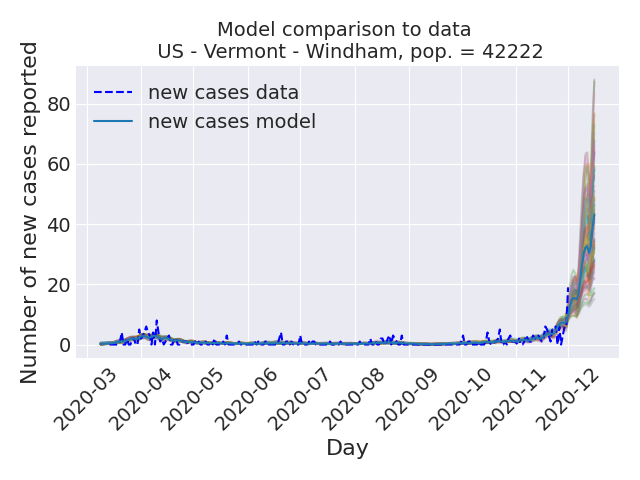 Model comparison to data
US - Vermont - Windham, pop. = 42222
Number of new cases reported
80
60
40
20
0
new cases data
new cases model
2020-03
2020-04
2020-05
2020-06
2020-07
2020-08
2020-09
2020-10
2020-11
2020-12
Day